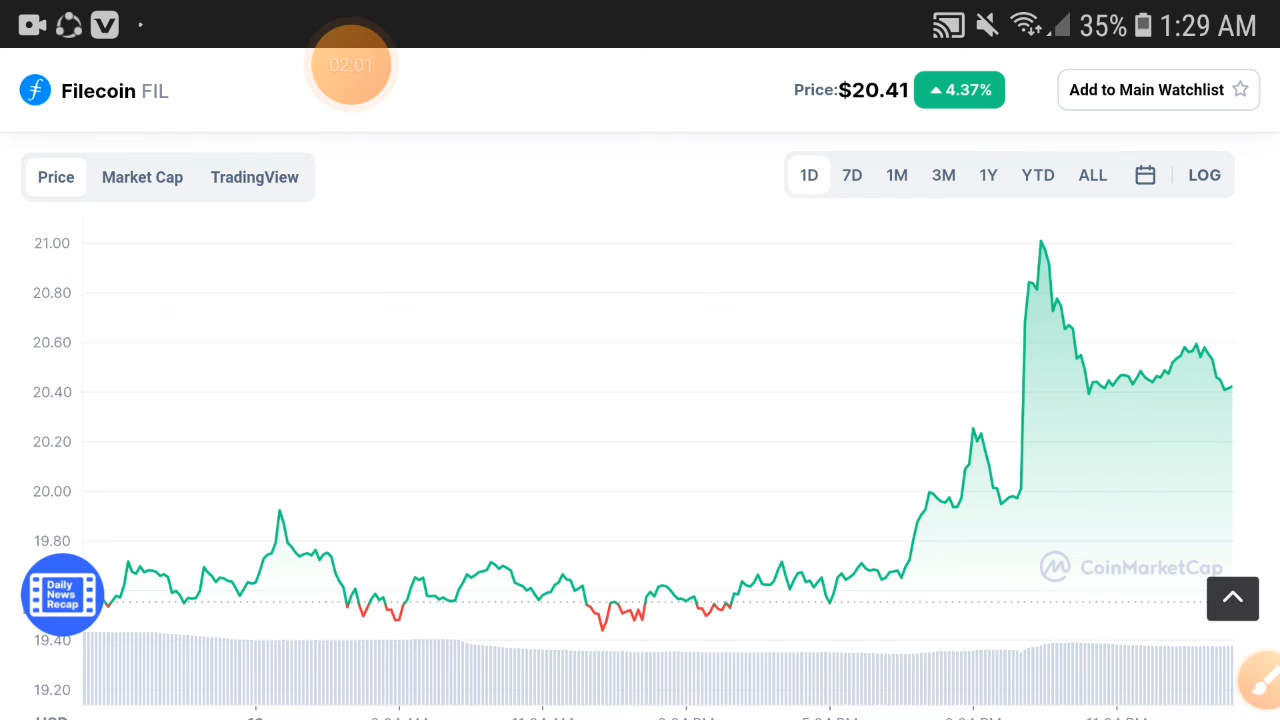 35% 1:29 AM
02:01
Filecoin FIL
Price:$20.41 4.37%
Add to Main Watchlist
Price Market Cap TradingView
1D 7D 1M 3M 1Y YTD ALL LOG
21.00
20.80
20.60
20.40
20.20
20.00
19.80
CoinMarketCap
Daily
News
Recap
19.40
19.20